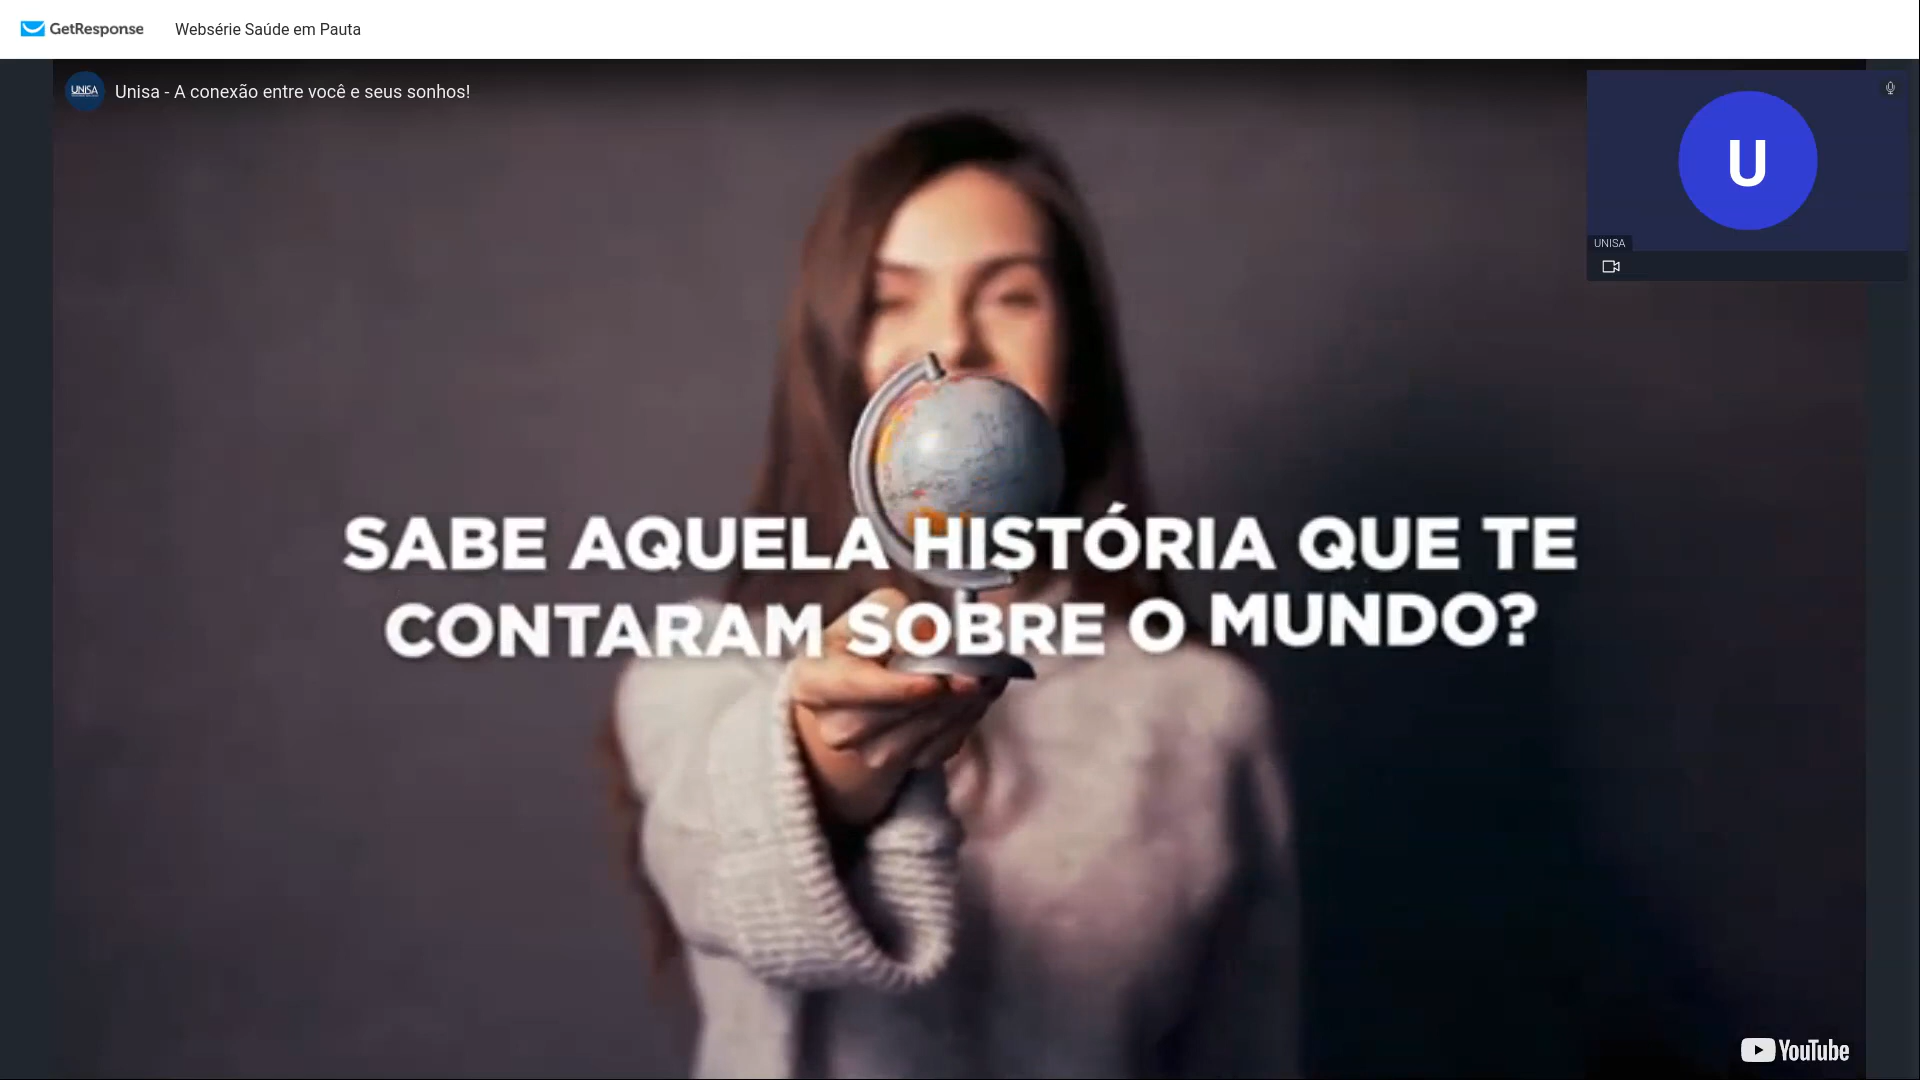 GetResponse
Websérie Saúde em Pauta
UNISA
Unisa - A conexão entre você e seus sonhos!
U
UNISA
SABE AQUELA HISTÓRIA QUE TE
CONTARAM SOBRE O MUNDO?
YouTube